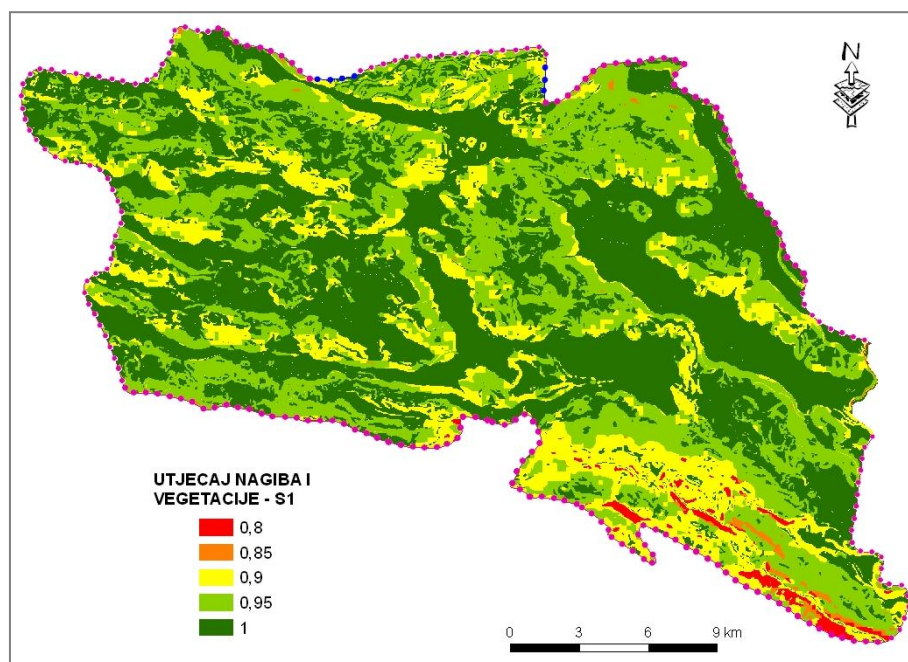 N
UTJECAJ NAGIBA I
VEGETACIJE - S1
0,8
0,85
0,9
0,95
1
0 3 6 9 km